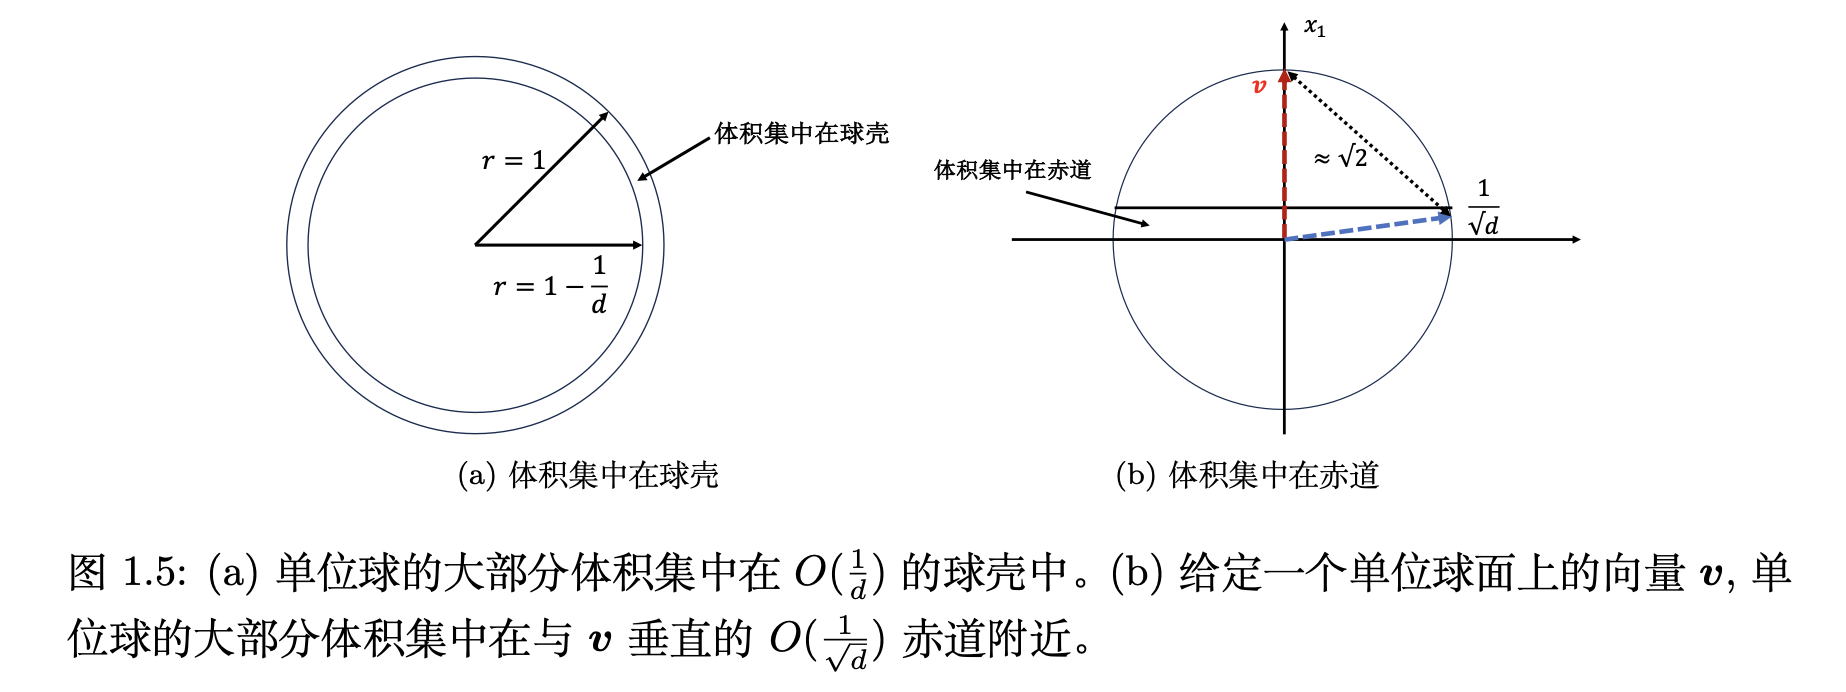 r = 1
体积集中在球壳
r = 1 − 1/d
(a) 体积集中在球壳
x₁
v
≈ √2
体积集中在赤道
1/√d
(b) 体积集中在赤道
图 1.5: (a) 单位球的大部分体积集中在 O(1/d) 的球壳中。(b) 给定一个单位球面上的向量 v, 单
位球的大部分体积集中在与 v 垂直的 O(1/√d) 赤道附近。